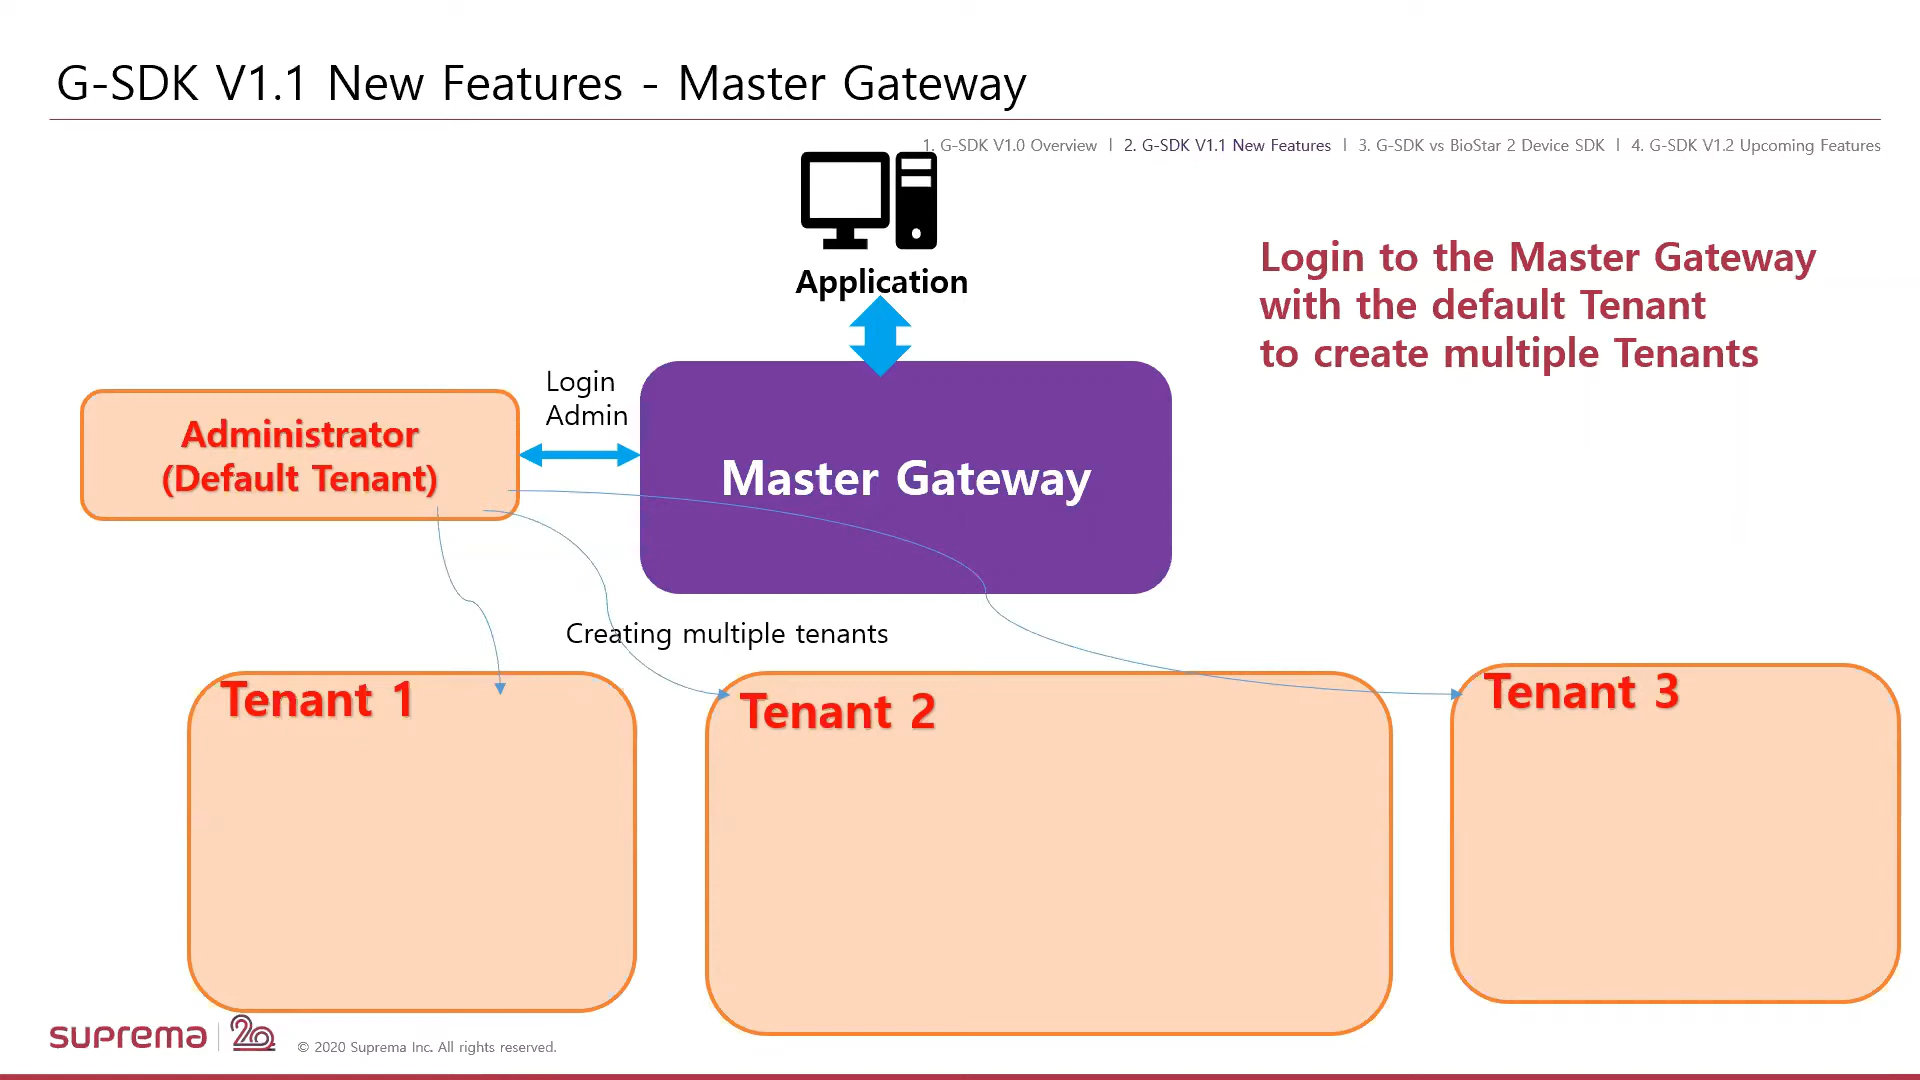 G-SDK V1.1 New Features - Master Gateway
1. G-SDK V1.0 Overview | 2. G-SDK V1.1 New Features | 3. G-SDK vs BioStar 2 Device SDK | 4. G-SDK V1.2 Upcoming Features
Application
Login to the Master Gateway
with the default Tenant
to create multiple Tenants
Login
Admin
Administrator
(Default Tenant)
Master Gateway
Creating multiple tenants
Tenant 1
Tenant 2
Tenant 3
suprema
20
© 2020 Suprema Inc. All rights reserved.